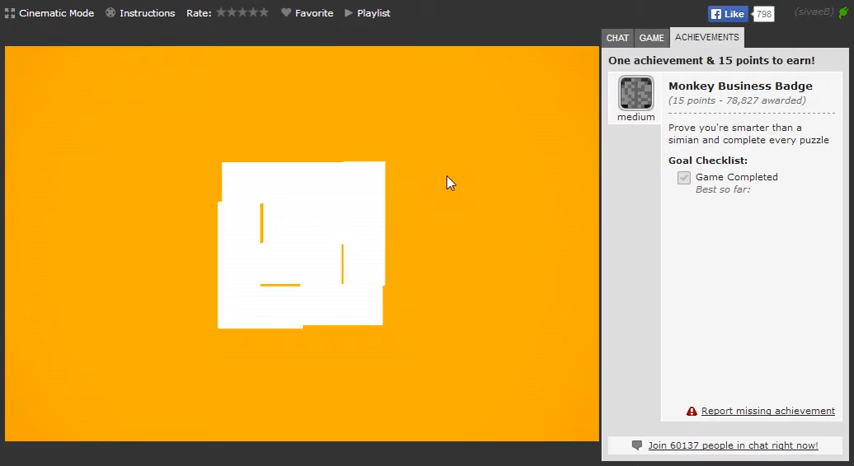 Cinematic Mode Instructions Rate: Favorite Playlist Like 798 (sivaeB)
CHAT GAME ACHIEVEMENTS
One achievement & 15 points to earn!
Monkey Business Badge
(15 points - 78,827 awarded)
medium
Prove you're smarter than a
simian and complete every puzzle
Goal Checklist:
Game Completed
Best so far:
Report missing achievement
Join 60137 people in chat right now!